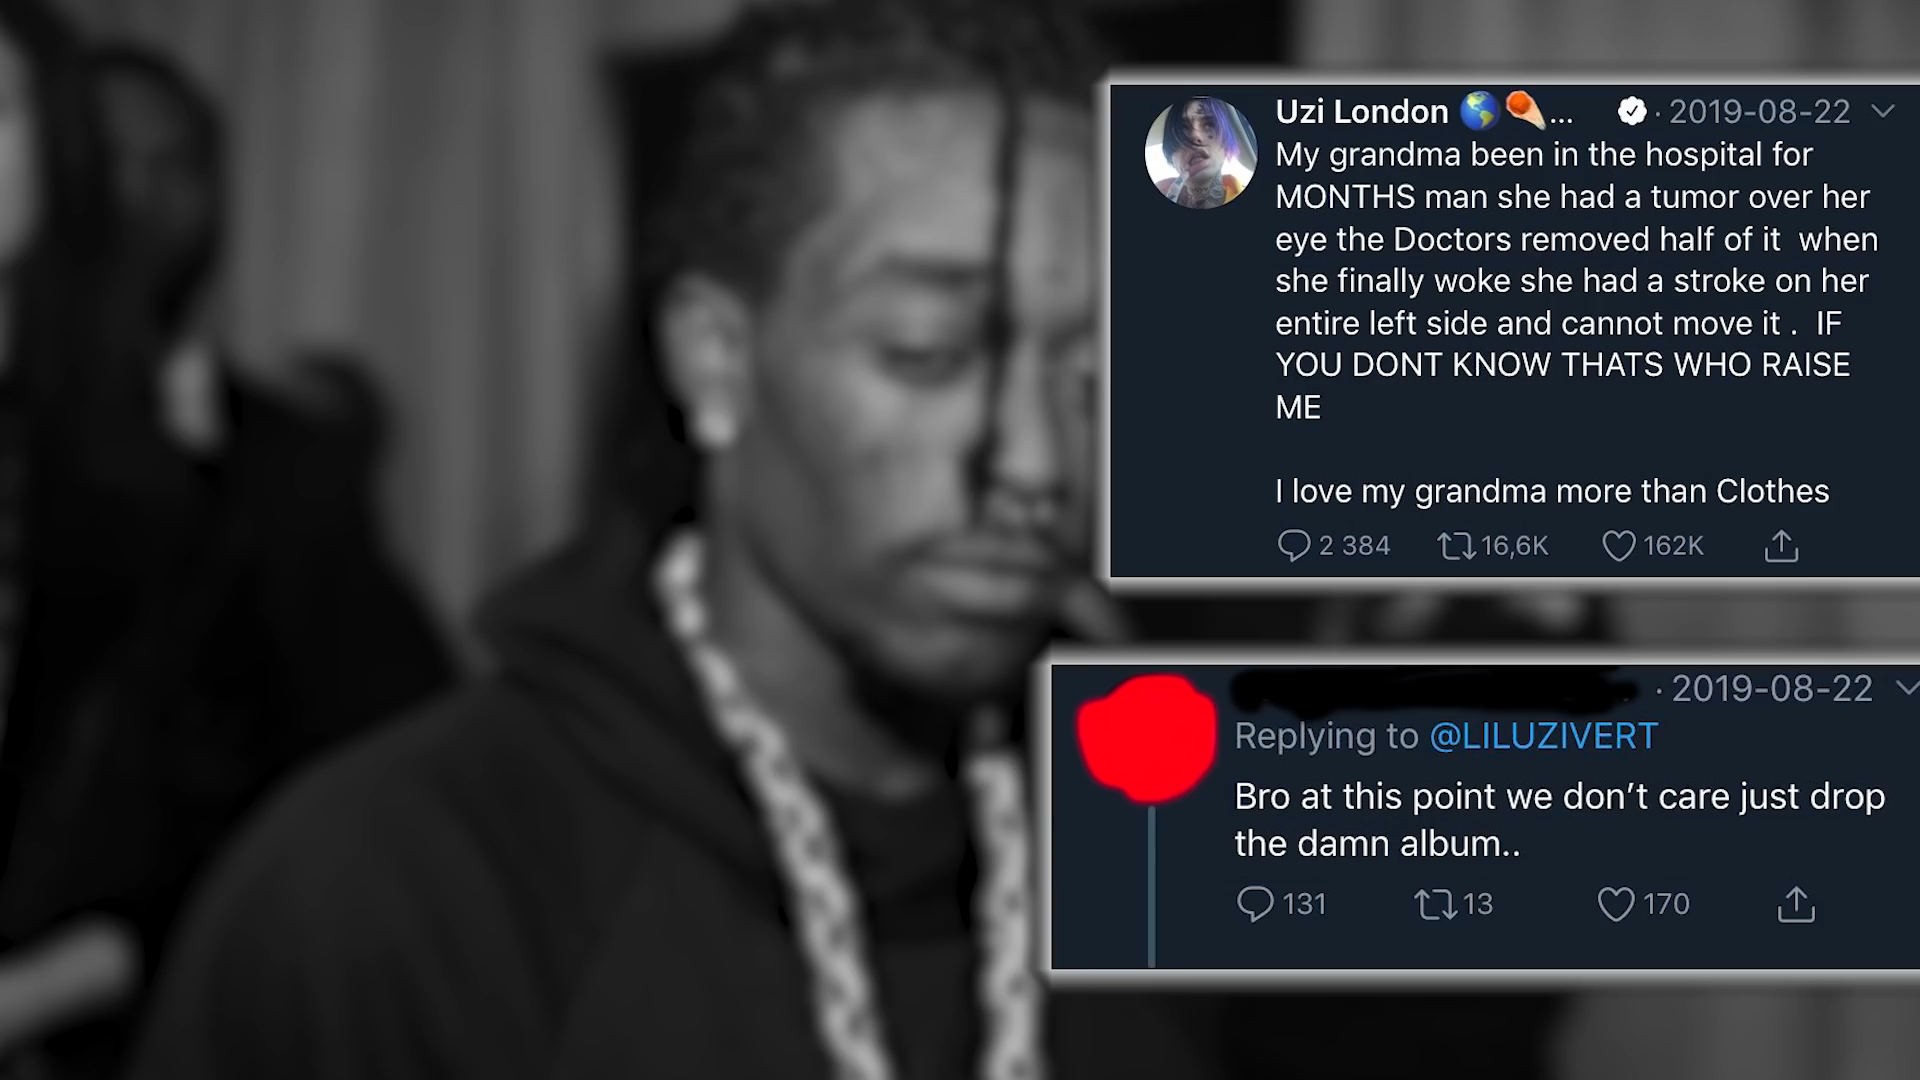 Uzi London 🌎☄️... · 2019-08-22
My grandma been in the hospital for
MONTHS man she had a tumor over her
eye the Doctors removed half of it  when
she finally woke she had a stroke on her
entire left side and cannot move it .  IF
YOU DONT KNOW THATS WHO RAISE
ME
I love my grandma more than Clothes
2 384 16,6K 162K
· 2019-08-22
Replying to @LILUZIVERT
Bro at this point we don’t care just drop
the damn album..
131 13 170